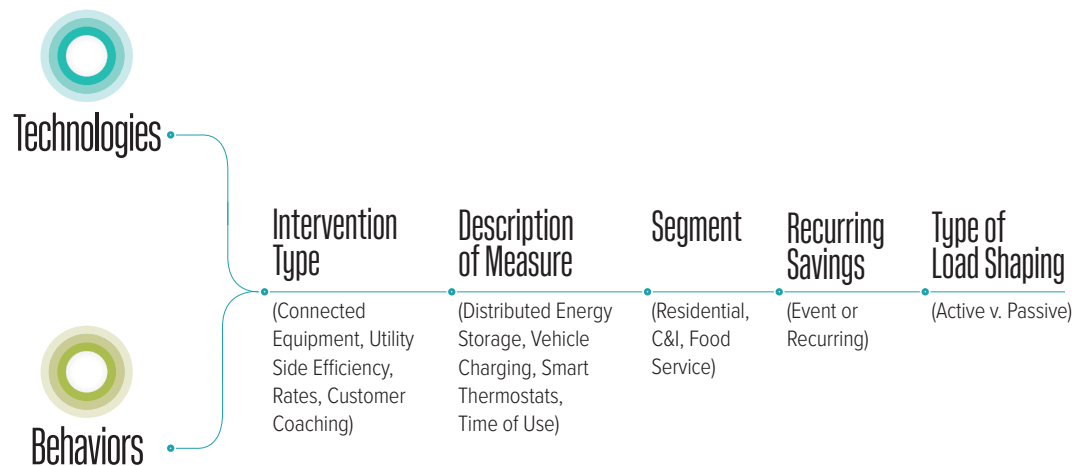 Technologies
Behaviors
Intervention
Type
(Connected
Equipment, Utility
Side Efficiency,
Rates, Customer
Coaching)
Description
of Measure
(Distributed Energy
Storage, Vehicle
Charging, Smart
Thermostats,
Time of Use)
Segment
(Residential,
C&I, Food
Service)
Recurring
Savings
(Event or
Recurring)
Type of
Load Shaping
(Active v. Passive)